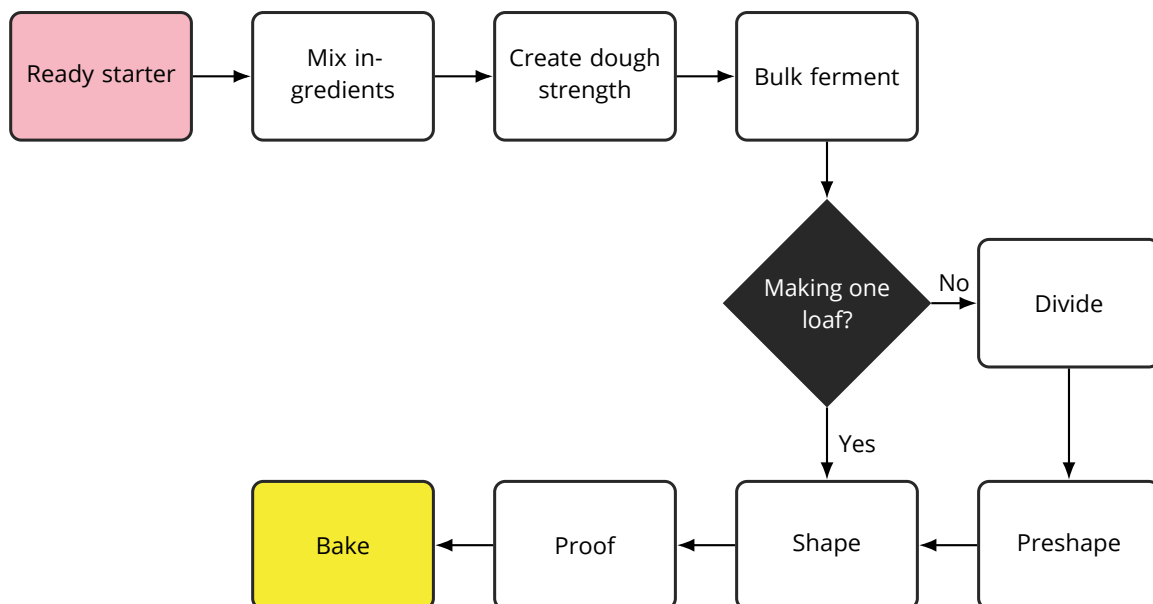 Ready starter
Mix in-
gredients
Create dough
strength
Bulk ferment
Making one
loaf?
No
Divide
Yes
Bake
Proof
Shape
Preshape